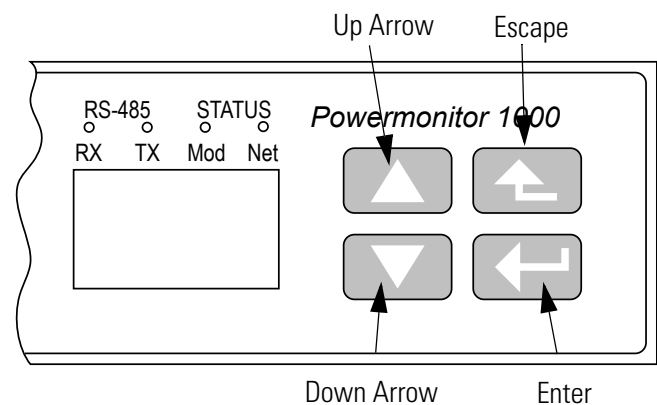 Up Arrow Escape
RS-485 STATUS
Powermonitor 1000
RX TX Mod Net
Down Arrow Enter